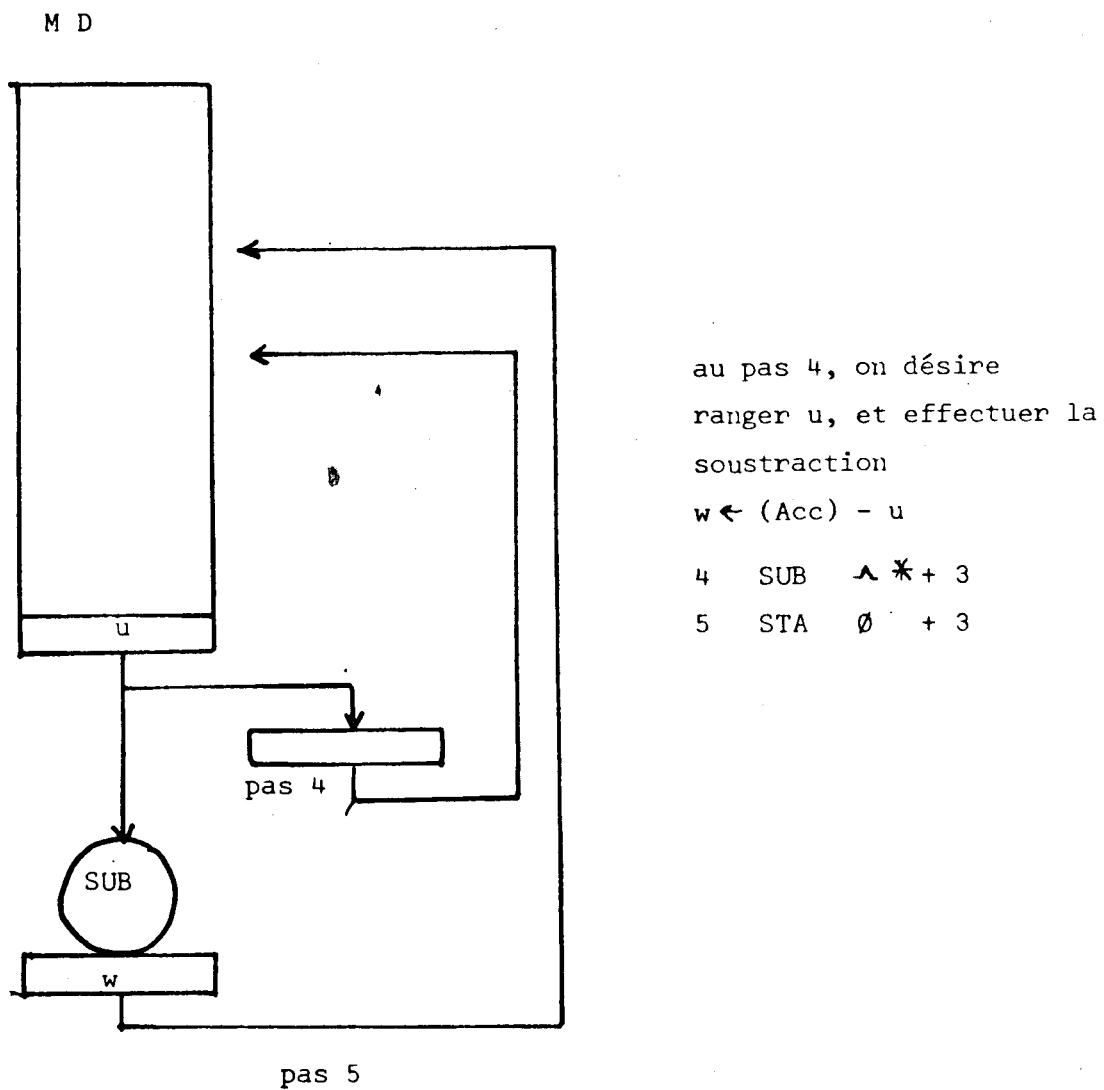 M D
au pas 4, on désire
ranger u, et effectuer la
soustraction
w ← (Acc) - u
4 SUB ^ * + 3
5 STA Ø + 3
u
pas 4
SUB
w
pas 5